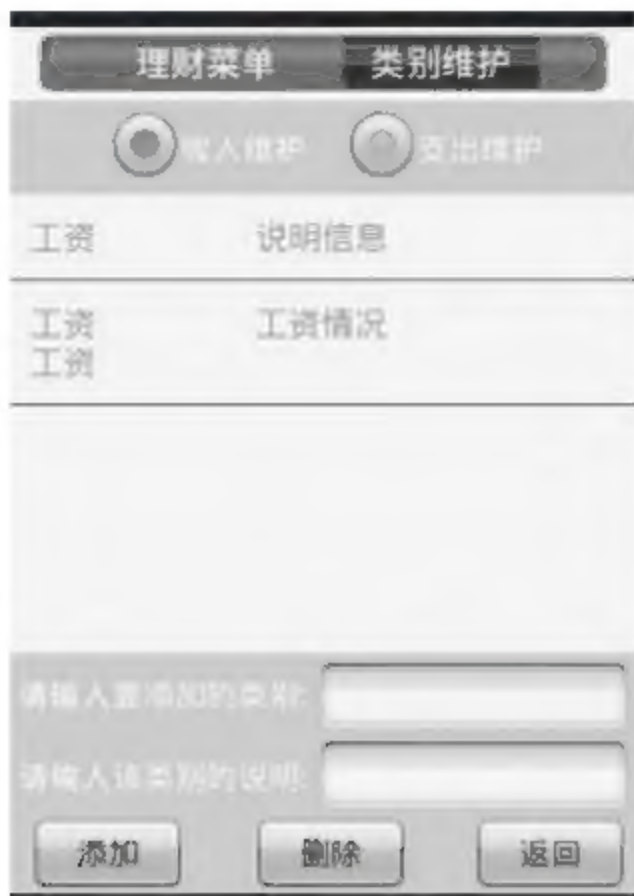 理财菜单 类别维护
收入维护 支出维护
工资 说明信息
工资 工资情况
工资
请输入要添加的类别:
请输入该类别的说明:
添加 删除 返回